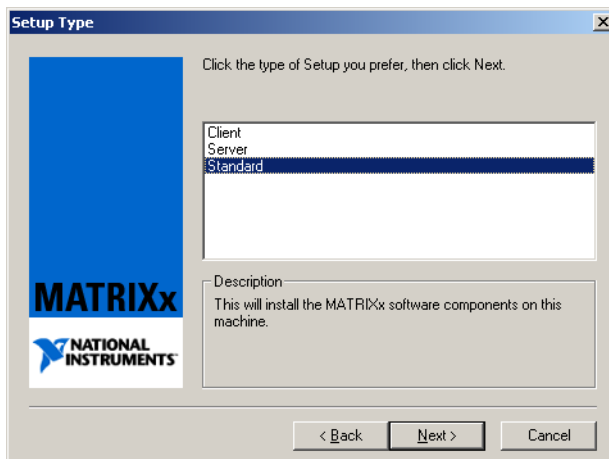 Setup Type
Click the type of Setup you prefer, then click Next.
Client
Server
Standard
Description
This will install the MATRIXx software components on this
machine.
MATRIXx
NATIONAL
INSTRUMENTS™
< Back
Next >
Cancel